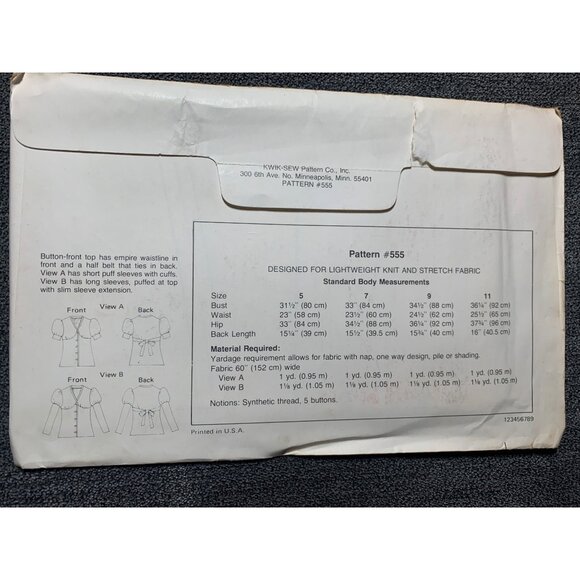 KWIK-SEW Pattern Co., Inc.
300 6th Ave. No. Minneapolis, Minn. 55401
PATTERN #555
Button-front top has empire waistline in
front and a half belt that ties in back.
View A has short puff sleeves with cuffs.
View B has long sleeves, puffed at top
with slim sleeve extension.
Front View A Back
Front View B Back
Printed in U.S.A.
Pattern #555
DESIGNED FOR LIGHTWEIGHT KNIT AND STRETCH FABRIC
Standard Body Measurements
Size 5 7 9 11
Bust 31½" (80 cm) 33" (84 cm) 34½" (88 cm) 36¼" (92 cm)
Waist 23" (58 cm) 23½" (60 cm) 24½" (62 cm) 25½" (65 cm)
Hip 33" (84 cm) 34½" (88 cm) 36¼" (92 cm) 37¾" (96 cm)
Back Length 15¼" (39 cm) 15½" (39.5 cm) 15¾" (40 cm) 16" (40.5 cm)
Material Required:
Yardage requirement allows for fabric with nap, one way design, pile or shading.
Fabric 60" (152 cm) wide
View A 1 yd. (0.95 m) 1 yd. (0.95 m) 1 yd. (0.95 m) 1 yd. (0.95 m)
View B 1⅛ yd. (1.05 m) 1⅛ yd. (1.05 m) 1⅛ yd. (1.05 m) 1⅛ yd. (1.05 m)
Notions: Synthetic thread, 5 buttons.
123456789